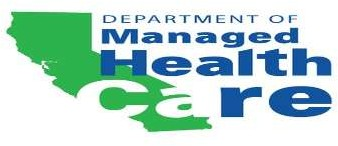 DEPARTMENT OF
Managed
Health
Care